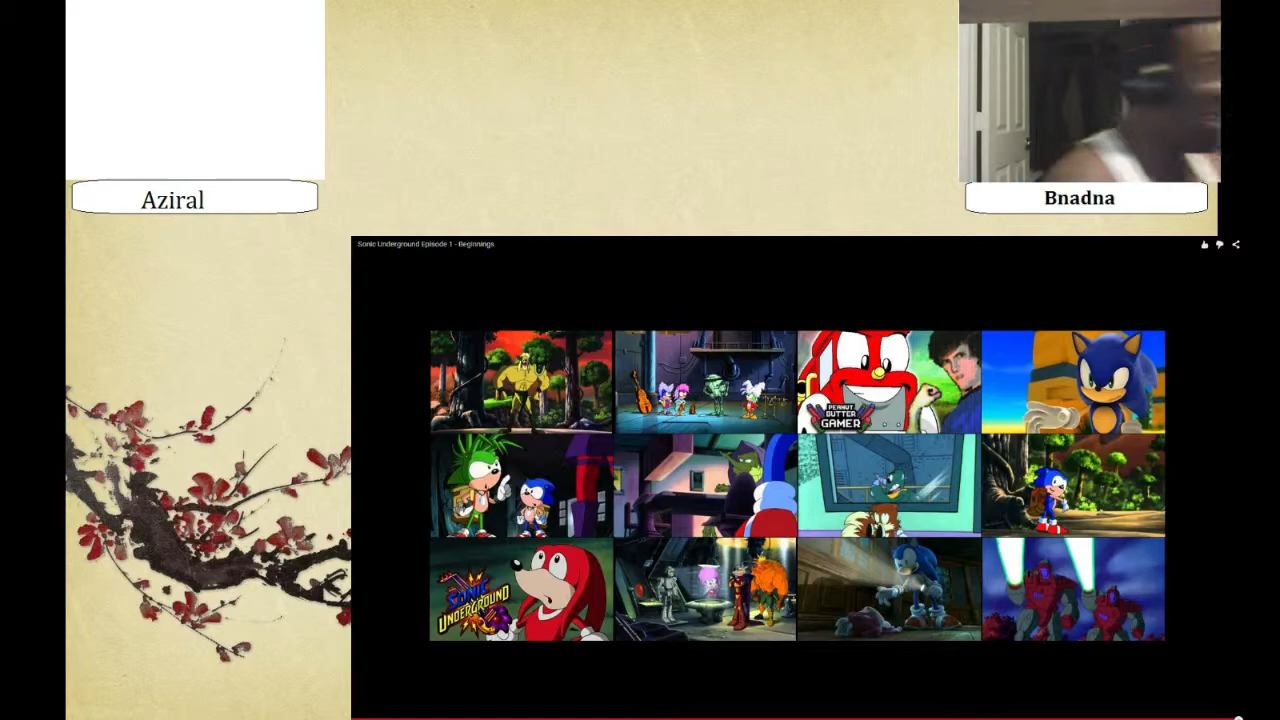 Aziral
Bnadna
Sonic Underground Episode 1 - Beginnings
PEANUT
BUTTER
GAMER
SONIC
UNDERGROUND